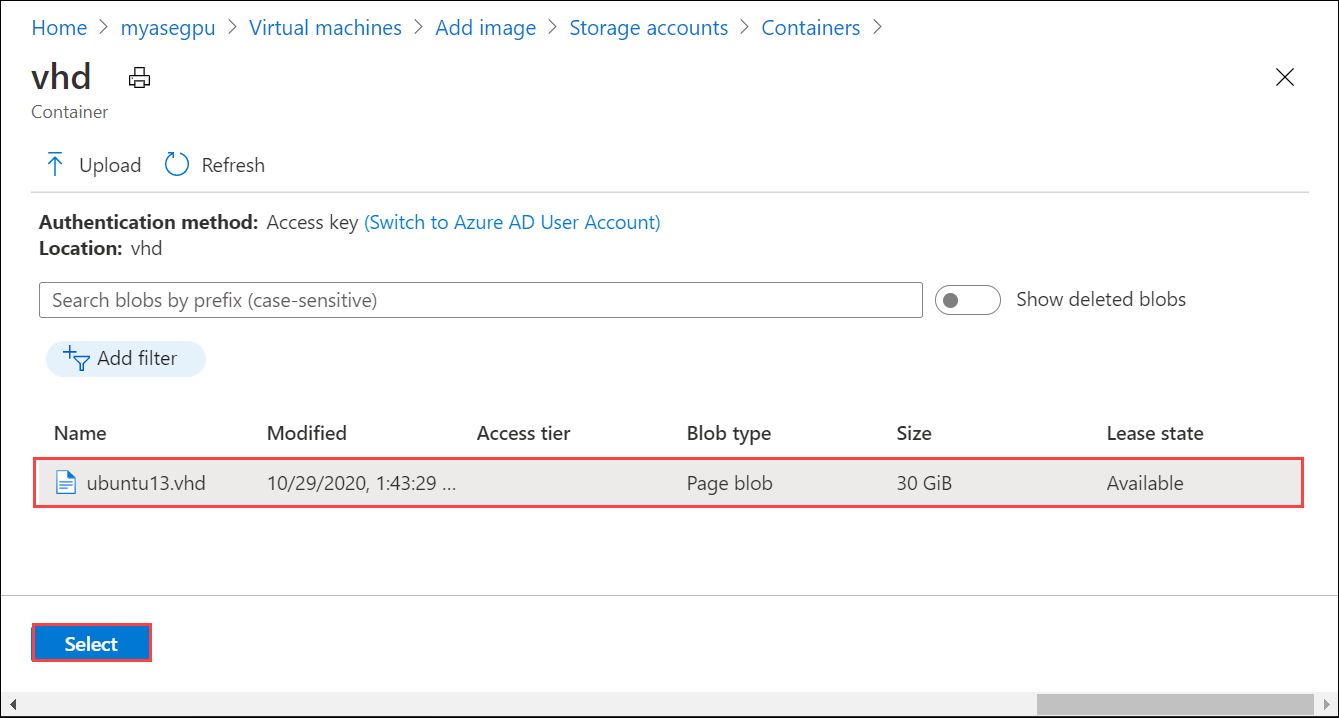 Home > myasegpu > Virtual machines > Add image > Storage accounts > Containers >
vhd
Container
Upload Refresh
Authentication method: Access key (Switch to Azure AD User Account)
Location: vhd
Search blobs by prefix (case-sensitive) Show deleted blobs
Add filter
Name Modified Access tier Blob type Size Lease state
ubuntu13.vhd 10/29/2020, 1:43:29 ... Page blob 30 GiB Available
Select